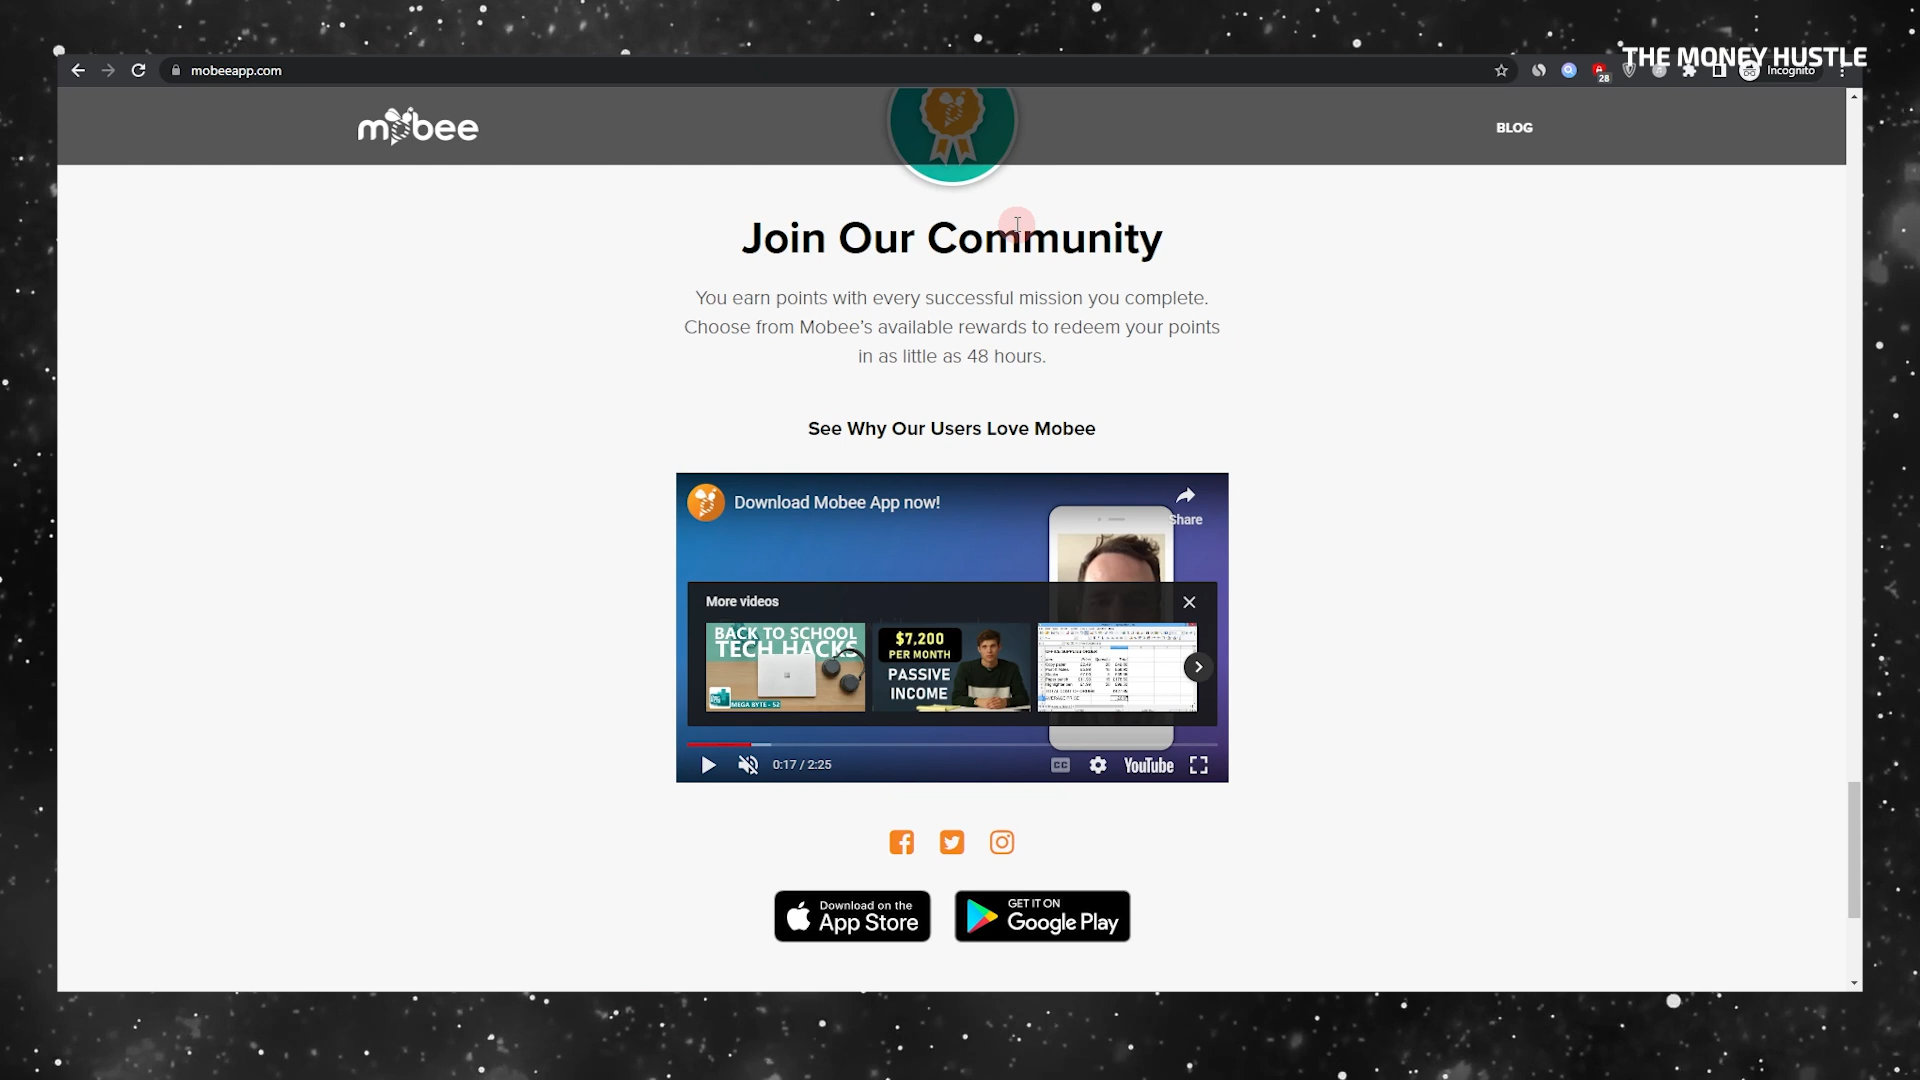 THE MONEY HUSTLE
mobeeapp.com
28
Incognito
mobee
BLOG
Join Our Community
You earn points with every successful mission you complete.
Choose from Mobee's available rewards to redeem your points
in as little as 48 hours.
See Why Our Users Love Mobee
Download Mobee App now!
Share
More videos
BACK TO SCHOOL
TECH HACKS
MEGA BYTE - 52
$7,200
PER MONTH
PASSIVE
INCOME
0:17 / 2:25
CC
YouTube
Download on the
App Store
GET IT ON
Google Play